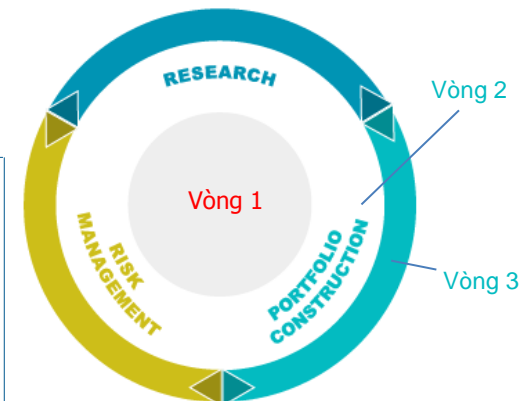 RESEARCH
Vòng 2
Vòng 1
RISK
MANAGEMENT
PORTFOLIO
CONSTRUCTION
Vòng 3